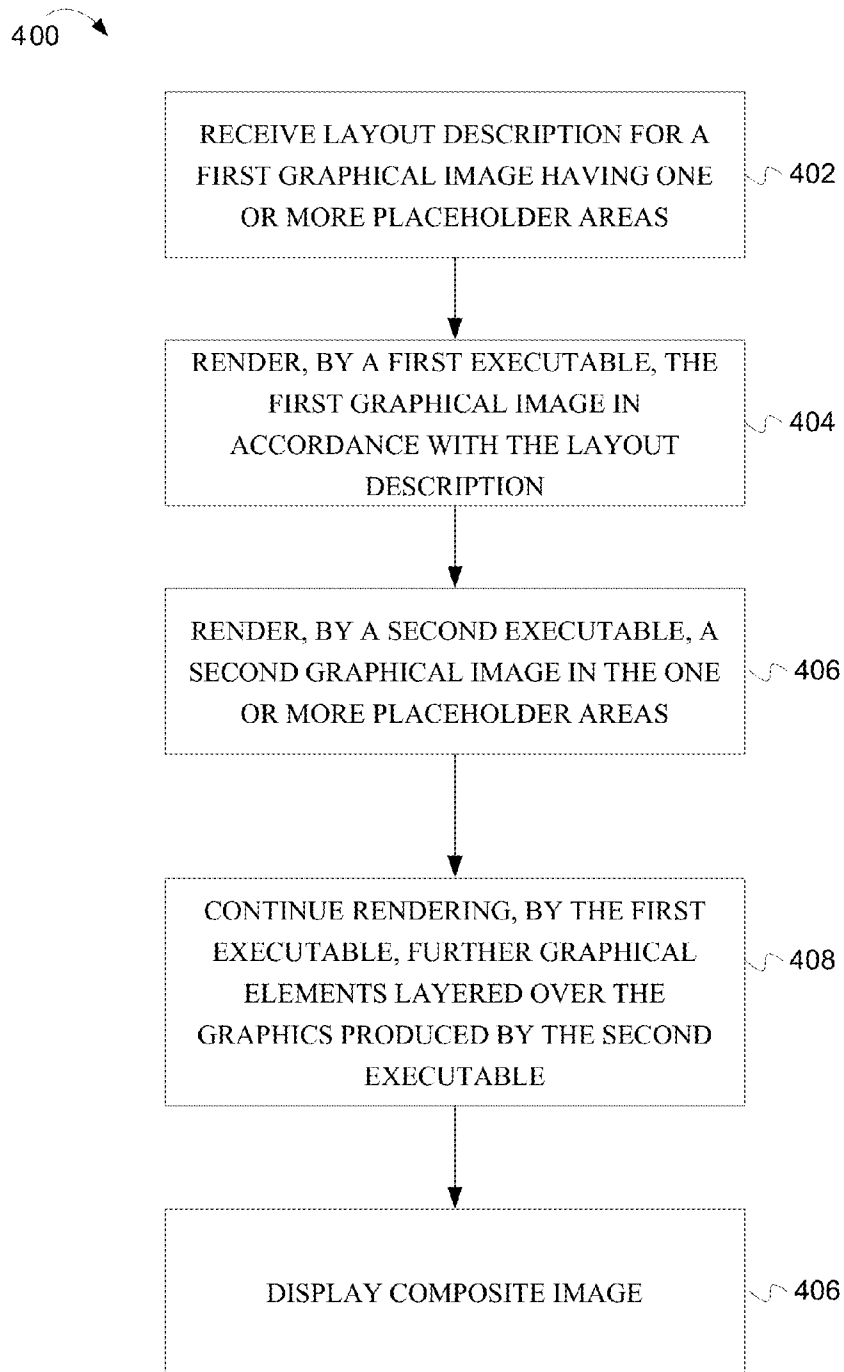 400
RECEIVE LAYOUT DESCRIPTION FOR A
FIRST GRAPHICAL IMAGE HAVING ONE
OR MORE PLACEHOLDER AREAS
402
RENDER, BY A FIRST EXECUTABLE, THE
FIRST GRAPHICAL IMAGE IN
ACCORDANCE WITH THE LAYOUT
DESCRIPTION
404
RENDER, BY A SECOND EXECUTABLE, A
SECOND GRAPHICAL IMAGE IN THE ONE
OR MORE PLACEHOLDER AREAS
406
CONTINUE RENDERING, BY THE FIRST
EXECUTABLE, FURTHER GRAPHICAL
ELEMENTS LAYERED OVER THE
GRAPHICS PRODUCED BY THE SECOND
EXECUTABLE
408
DISPLAY COMPOSITE IMAGE
406